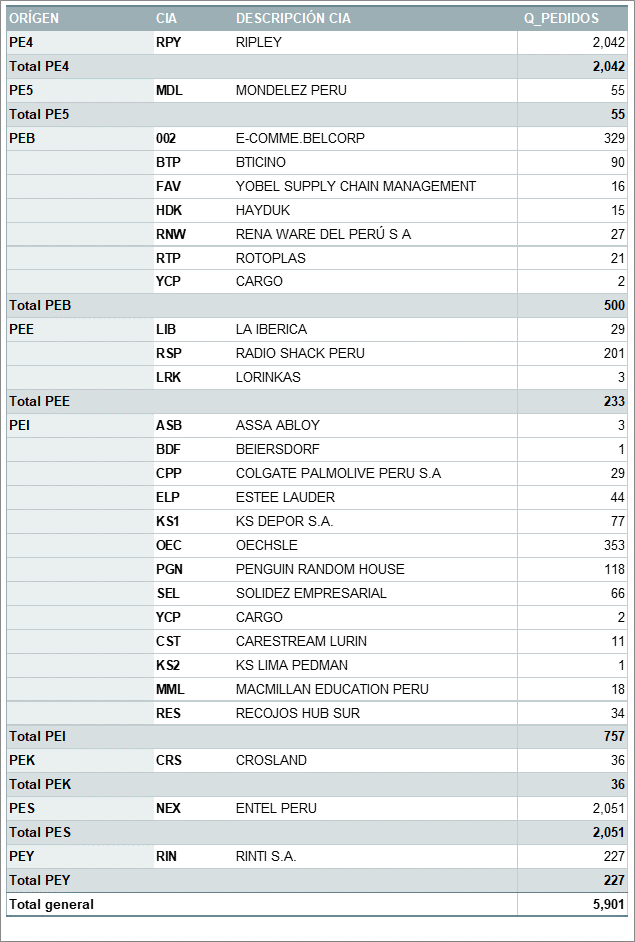 ORÍGEN CIA DESCRIPCIÓN CIA Q_PEDIDOS
PE4 RPY RIPLEY 2,042
Total PE4 2,042
PE5 MDL MONDELEZ PERU 55
Total PE5 55
PEB 002 E-COMME.BELCORP 329
BTP BTICINO 90
FAV YOBEL SUPPLY CHAIN MANAGEMENT 16
HDK HAYDUK 15
RNW RENA WARE DEL PERÚ S A 27
RTP ROTOPLAS 21
YCP CARGO 2
Total PEB 500
PEE LIB LA IBERICA 29
RSP RADIO SHACK PERU 201
LRK LORINKAS 3
Total PEE 233
PEI ASB ASSA ABLOY 3
BDF BEIERSDORF 1
CPP COLGATE PALMOLIVE PERU S.A 29
ELP ESTEE LAUDER 44
KS1 KS DEPOR S.A. 77
OEC OECHSLE 353
PGN PENGUIN RANDOM HOUSE 118
SEL SOLIDEZ EMPRESARIAL 66
YCP CARGO 2
CST CARESTREAM LURIN 11
KS2 KS LIMA PEDMAN 1
MML MACMILLAN EDUCATION PERU 18
RES RECOJOS HUB SUR 34
Total PEI 757
PEK CRS CROSLAND 36
Total PEK 36
PES NEX ENTEL PERU 2,051
Total PES 2,051
PEY RIN RINTI S.A. 227
Total PEY 227
Total general 5,901